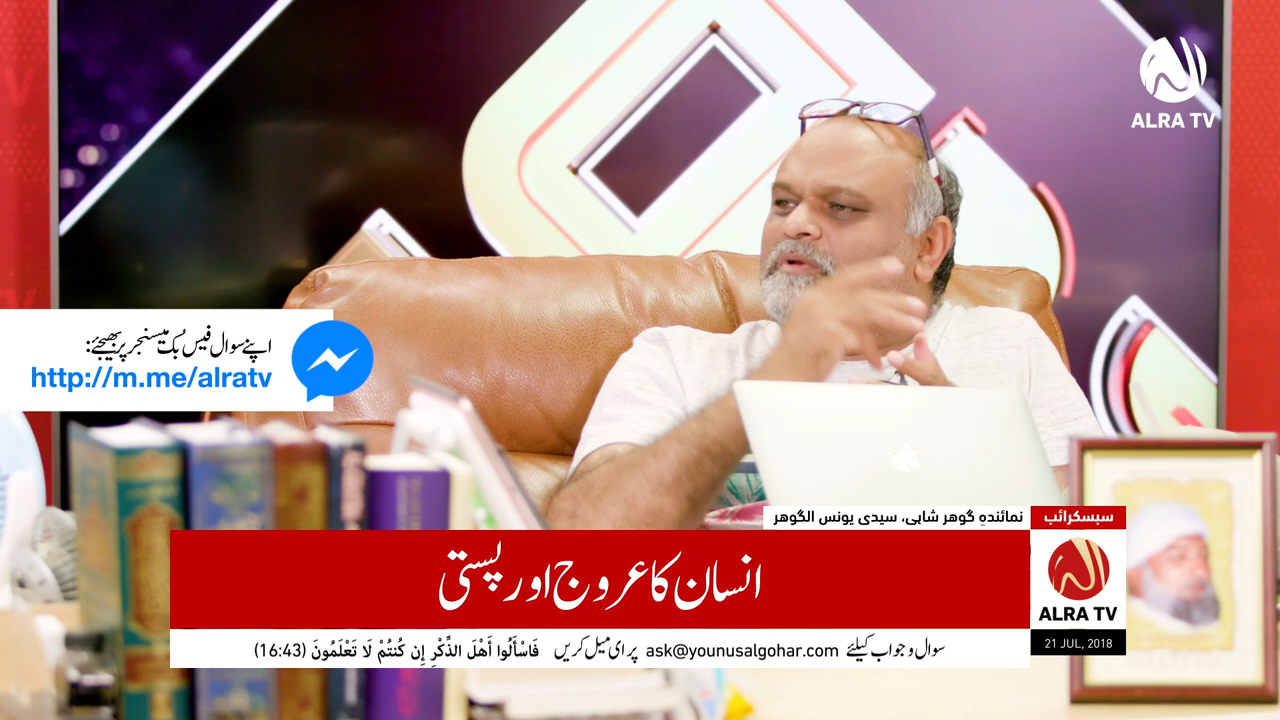 ALRA TV
اپنے سوال فیس بک میسنجر پر بھیجئے:
http://m.me/alratv
نمائندہِ گوهر شاہی، سیدی یونس الگوهر
سبسکرائب
انسان کا عروج اور پستی
ALRA TV
سوال و جواب کیلئے ask@younusalgohar.com پر ای میل کریں فَاسْأَلُوا أَهْلَ الذِّكْرِ إِن كُنتُمْ لَا تَعْلَمُونَ (16:43)
21 JUL, 2018